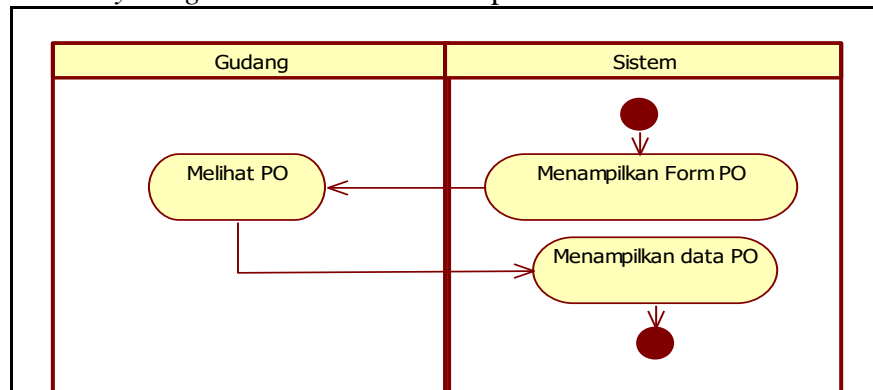 Gudang
Sistem
Menampilkan Form PO
Melihat PO
Menampilkan data PO